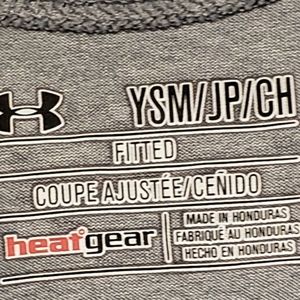 YSM/JP/CH
FITTED
COUPE AJUSTÉE/CEÑIDO
heatgear
MADE IN HONDURAS
FABRIQUÉ AU HONDURAS
HECHO EN HONDURAS